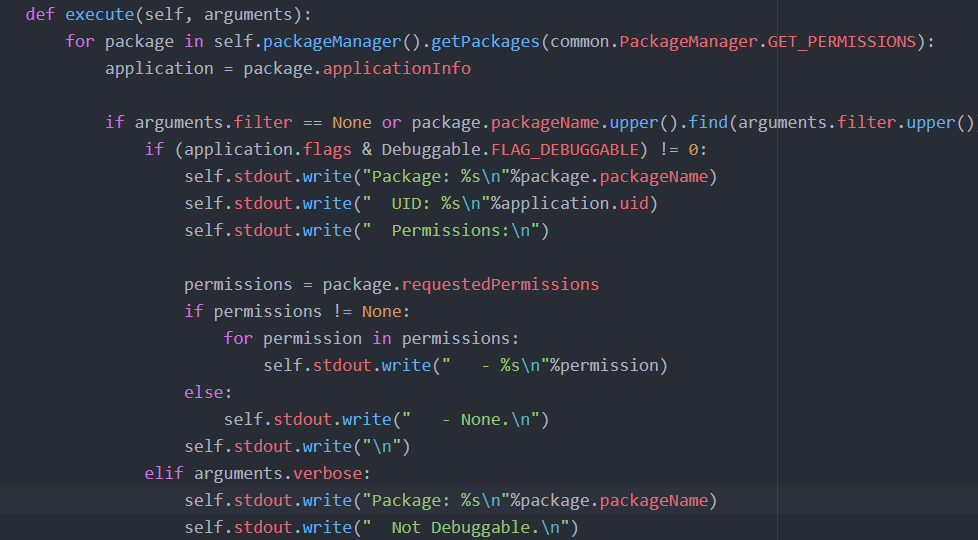 def execute(self, arguments):
    for package in self.packageManager().getPackages(common.PackageManager.GET_PERMISSIONS):
        application = package.applicationInfo

        if arguments.filter == None or package.packageName.upper().find(arguments.filter.upper()
            if (application.flags & Debuggable.FLAG_DEBUGGABLE) != 0:
                self.stdout.write("Package: %s\n"%package.packageName)
                self.stdout.write("  UID: %s\n"%application.uid)
                self.stdout.write("  Permissions:\n")

                permissions = package.requestedPermissions
                if permissions != None:
                    for permission in permissions:
                        self.stdout.write("   - %s\n"%permission)
                else:
                    self.stdout.write("   - None.\n")
                self.stdout.write("\n")
            elif arguments.verbose:
                self.stdout.write("Package: %s\n"%package.packageName)
                self.stdout.write("  Not Debuggable.\n")